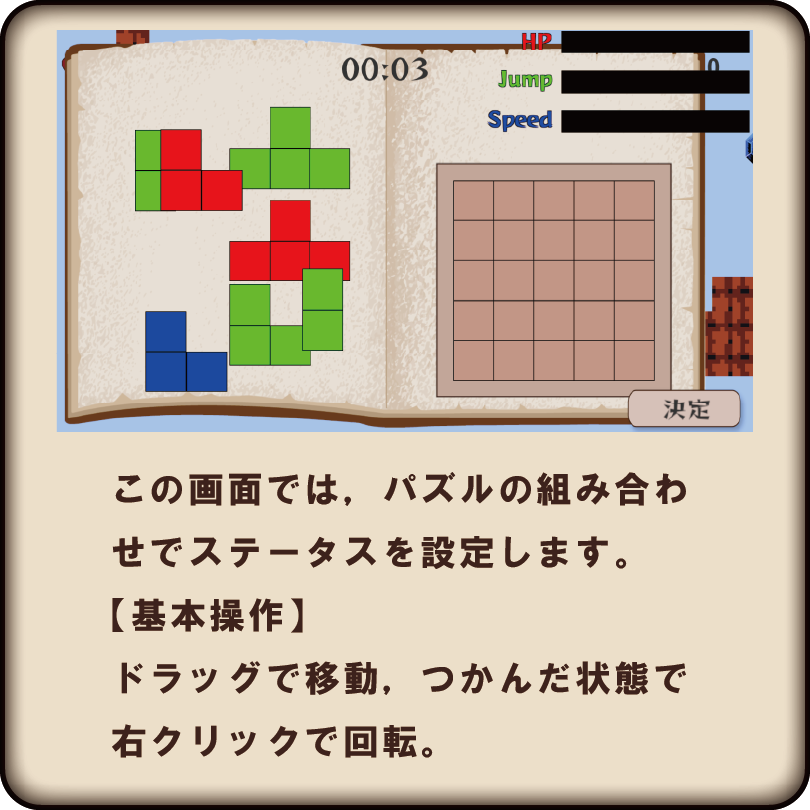 HP
00:03
0
Jump
Speed
決定
この画面では，パズルの組み合わ
せでステータスを設定します。
【基本操作】
ドラッグで移動，つかんだ状態で
右クリックで回転。